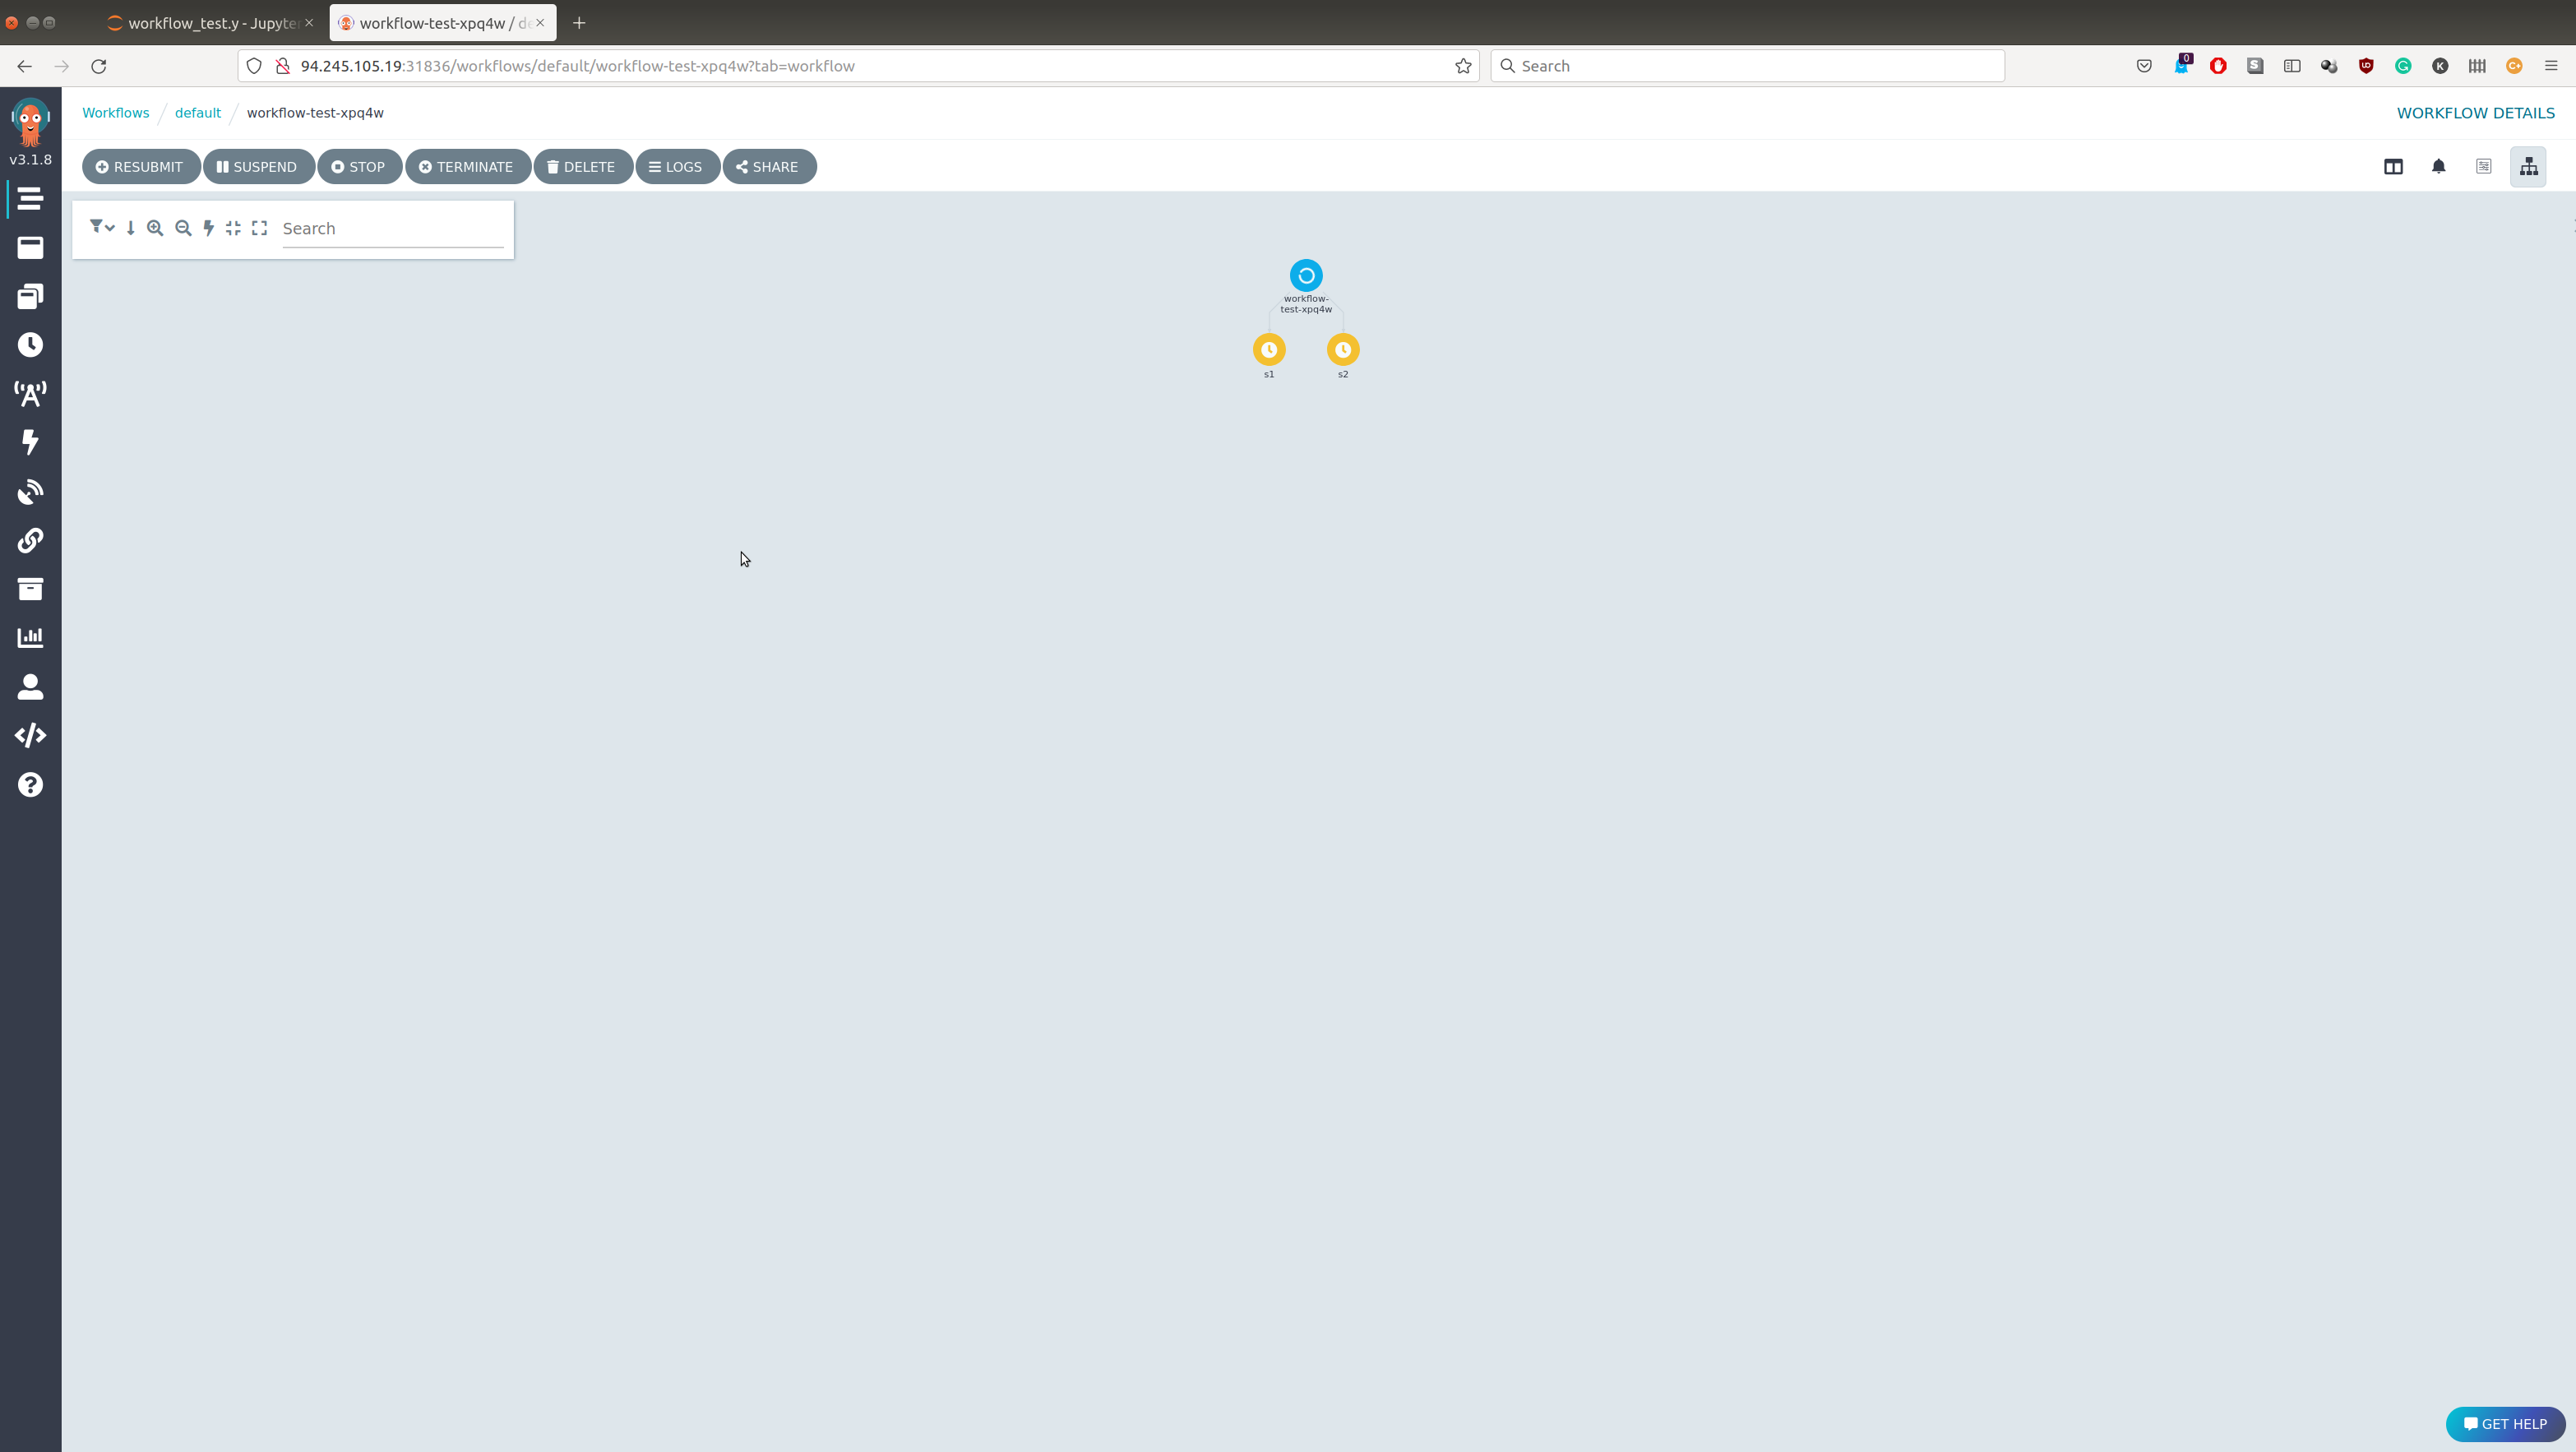 workflow_test.y - Jupyte
workflow-test-xpq4w / de
94.245.105.19:31836/workflows/default/workflow-test-xpq4w?tab=workflow
Search
0
S
K
C+
v3.1.8
Workflows / default / workflow-test-xpq4w
WORKFLOW DETAILS
RESUBMIT
SUSPEND
STOP
TERMINATE
DELETE
LOGS
SHARE
Search
workflow-
test-xpq4w
s1
s2
GET HELP